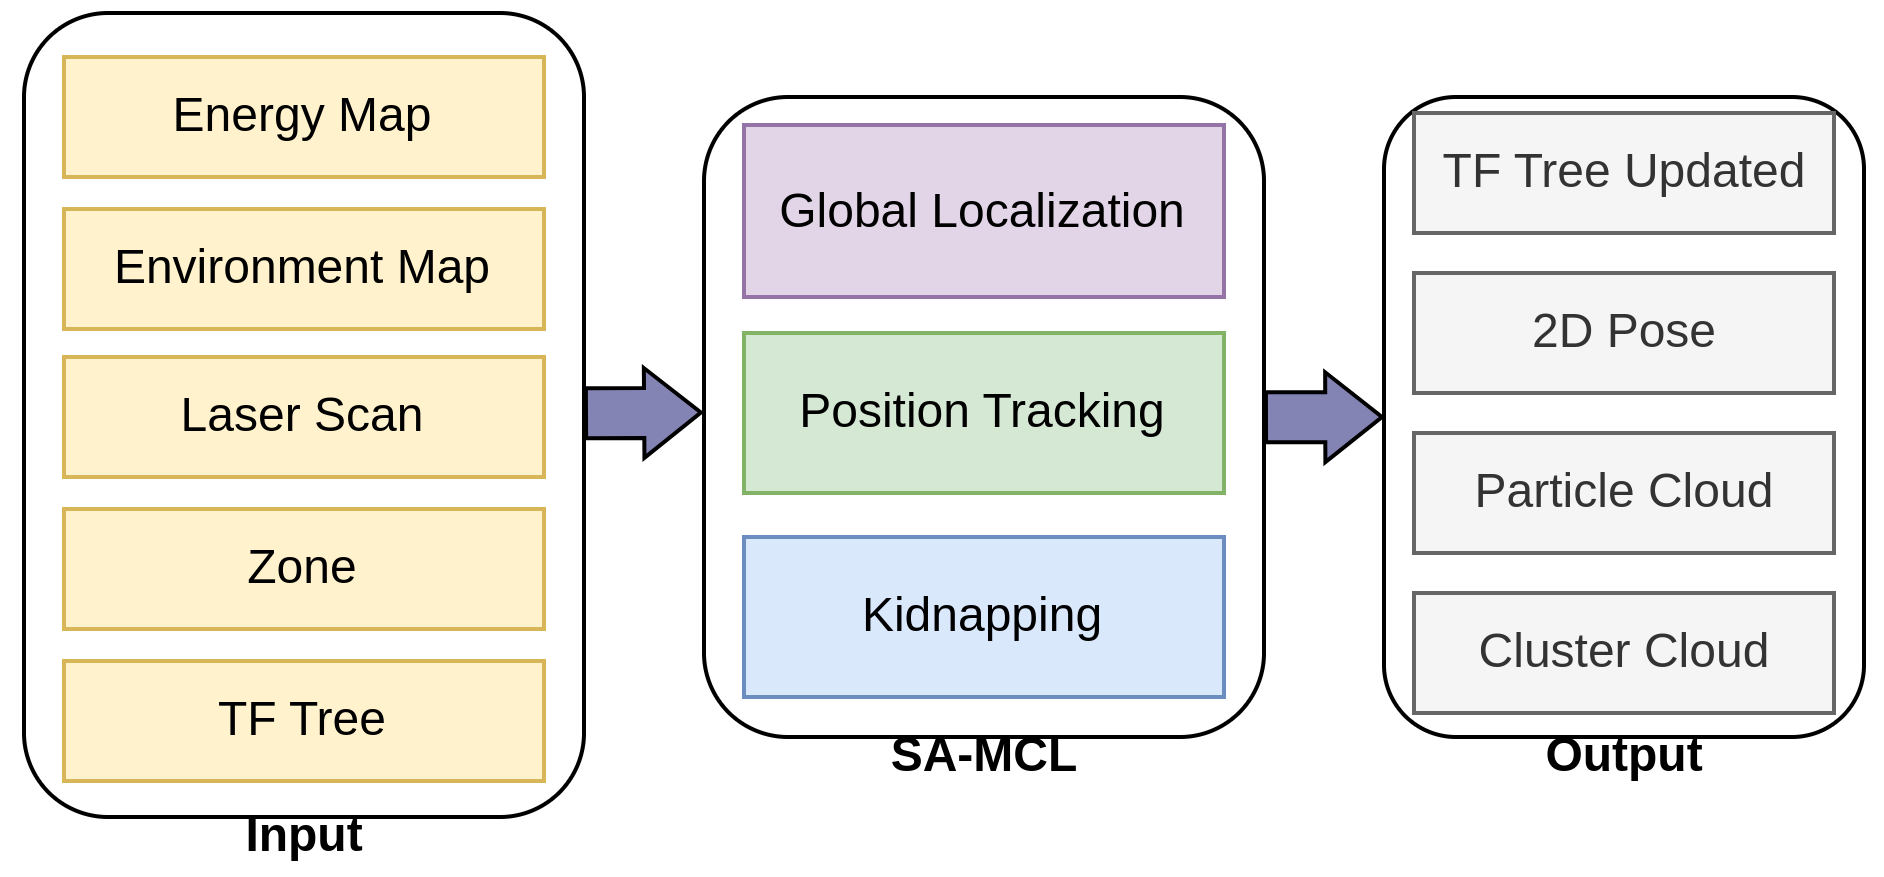 Energy Map
Environment Map
Laser Scan
Zone
TF Tree
Input
Global Localization
Position Tracking
Kidnapping
SA-MCL
TF Tree Updated
2D Pose
Particle Cloud
Cluster Cloud
Output